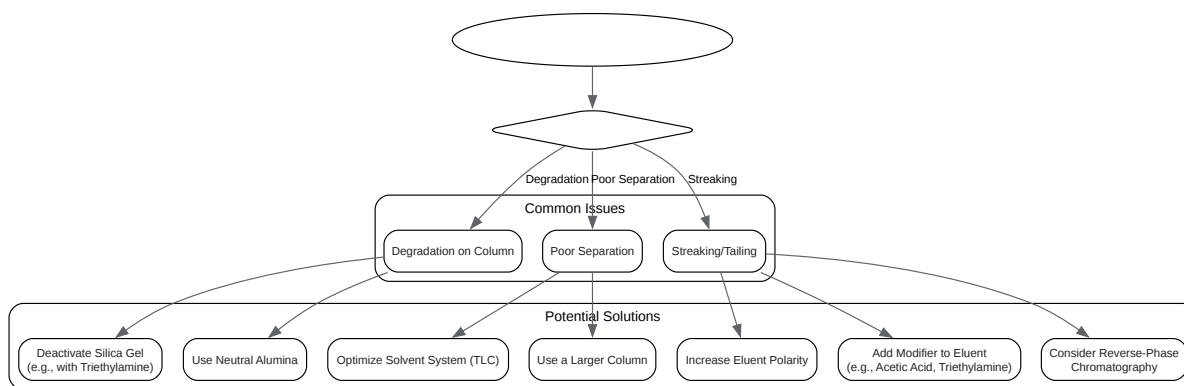 Degradation Poor Separation Streaking
Common Issues
Degradation on Column
Poor Separation
Streaking/Tailing
Potential Solutions
Deactivate Silica Gel
(e.g., with Triethylamine)
Use Neutral Alumina
Optimize Solvent System (TLC)
Use a Larger Column
Increase Eluent Polarity
Add Modifier to Eluent
(e.g., Acetic Acid, Triethylamine)
Consider Reverse-Phase
Chromatography